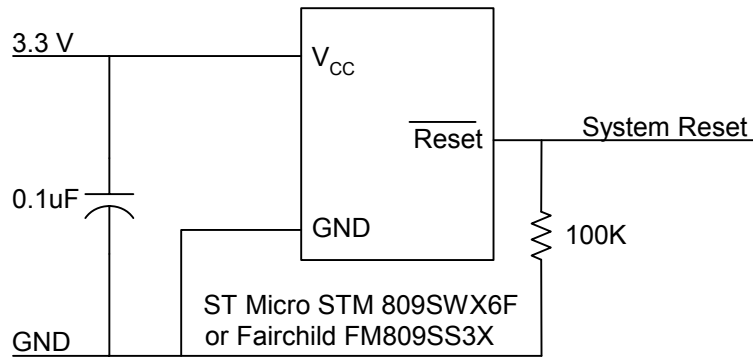 3.3 V
VCC
Reset
System Reset
0.1uF
GND
100K
ST Micro STM 809SWX6F
or Fairchild FM809SS3X
GND